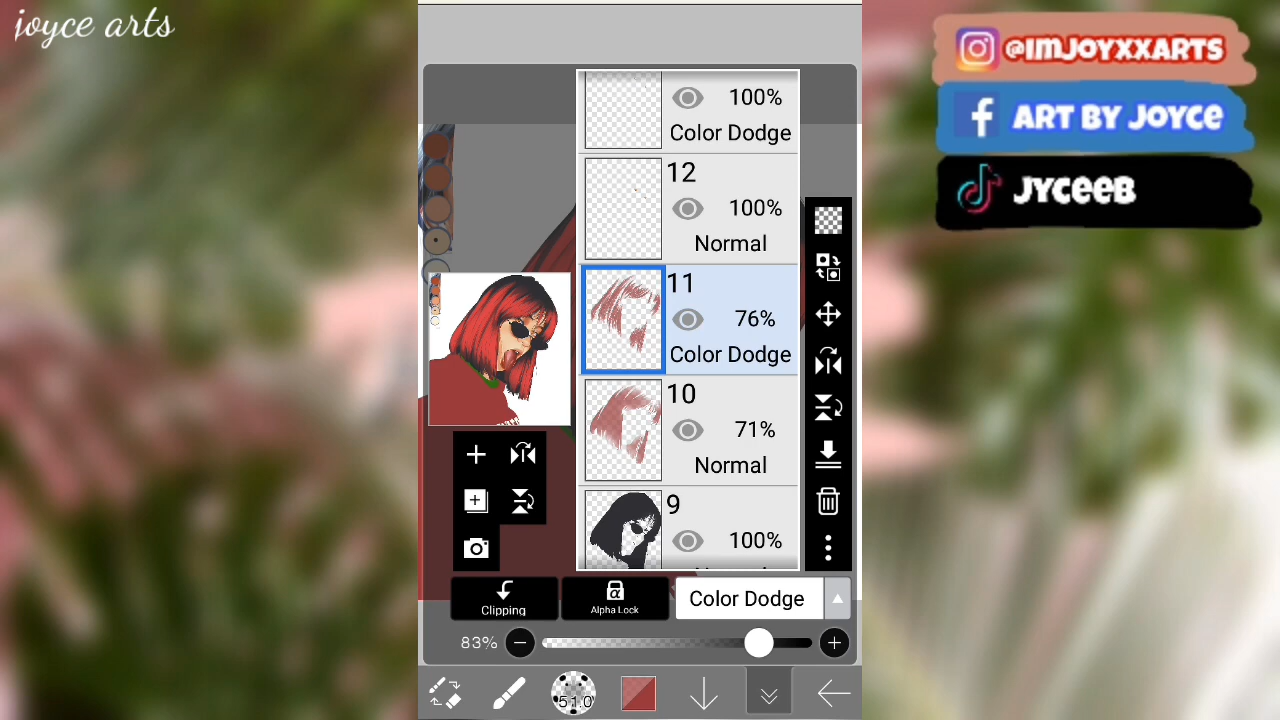 joyce arts
@IMJOYXXARTS
ART BY JOYCE
JYCEEB
100%
Color Dodge
12
100%
Normal
11
76%
Color Dodge
10
71%
Normal
9
100%
Clipping
Alpha Lock
Color Dodge
83%
51.0